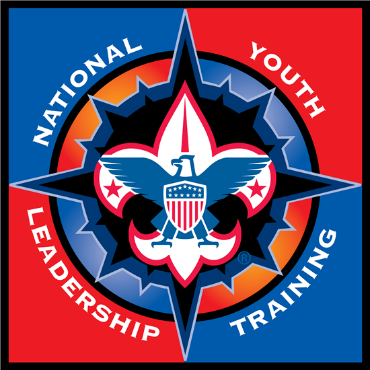 NATIONAL
YOUTH
LEADERSHIP
TRAINING
®